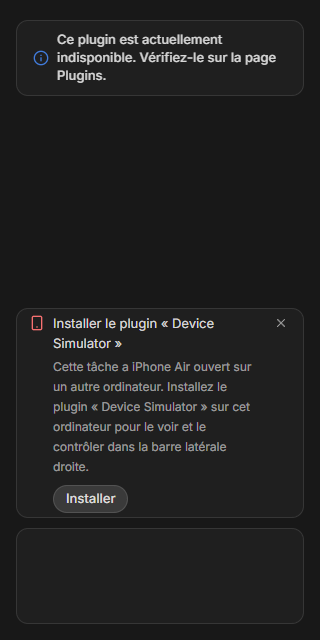 Ce plugin est actuellement
indisponible. Vérifiez-le sur la page
Plugins.
Installer le plugin « Device
Simulator »
Cette tâche a iPhone Air ouvert sur
un autre ordinateur. Installez le
plugin « Device Simulator » sur cet
ordinateur pour le voir et le
contrôler dans la barre latérale
droite.
Installer